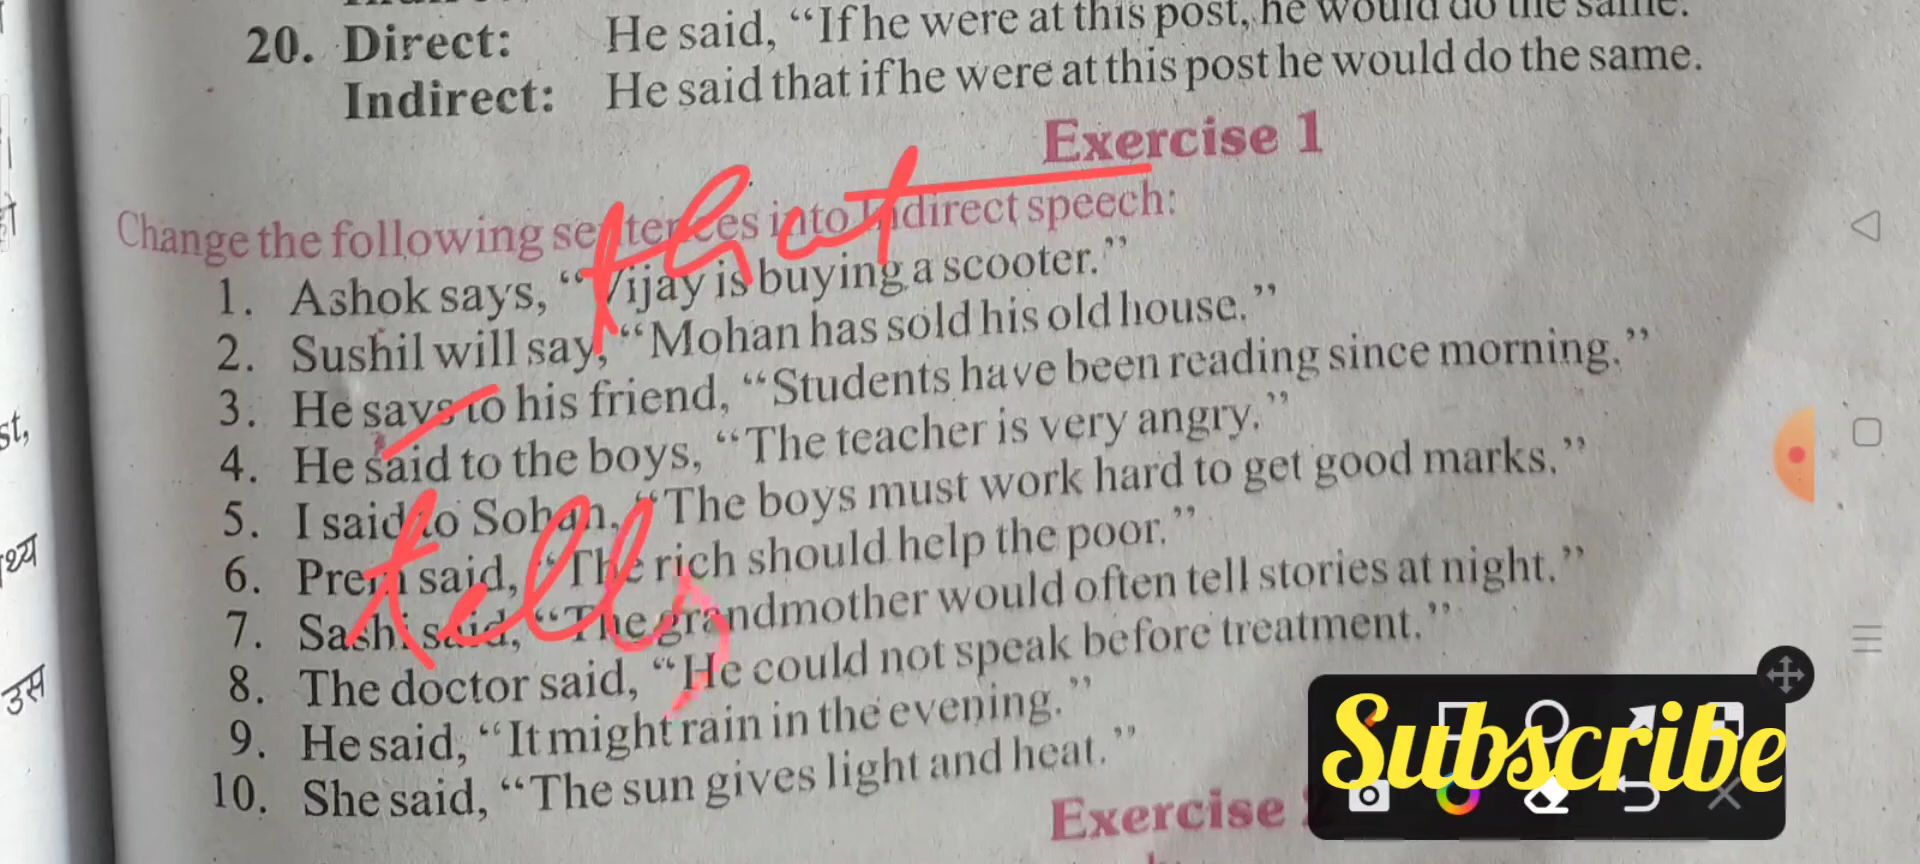 20. Direct: He said, “If he were at this post, he would do the same.
Indirect: He said that if he were at this post he would do the same.
Exercise 1
that
Change the following sentences into Indirect speech:
1. Ashok says, “Vijay is buying a scooter.”
2. Sushil will say, “Mohan has sold his old house.”
3. He says to his friend, “Students have been reading since morning.”
4. He said to the boys, “The teacher is very angry.”
5. I said to Sohan, “The boys must work hard to get good marks.”
tells
6. Prem said, “The rich should help the poor.”
7. Sashi said, “The grandmother would often tell stories at night.”
8. The doctor said, “He could not speak before treatment.”
9. He said, “It might rain in the evening.”
10. She said, “The sun gives light and heat.”
Exercise
Subscribe
st,
उस